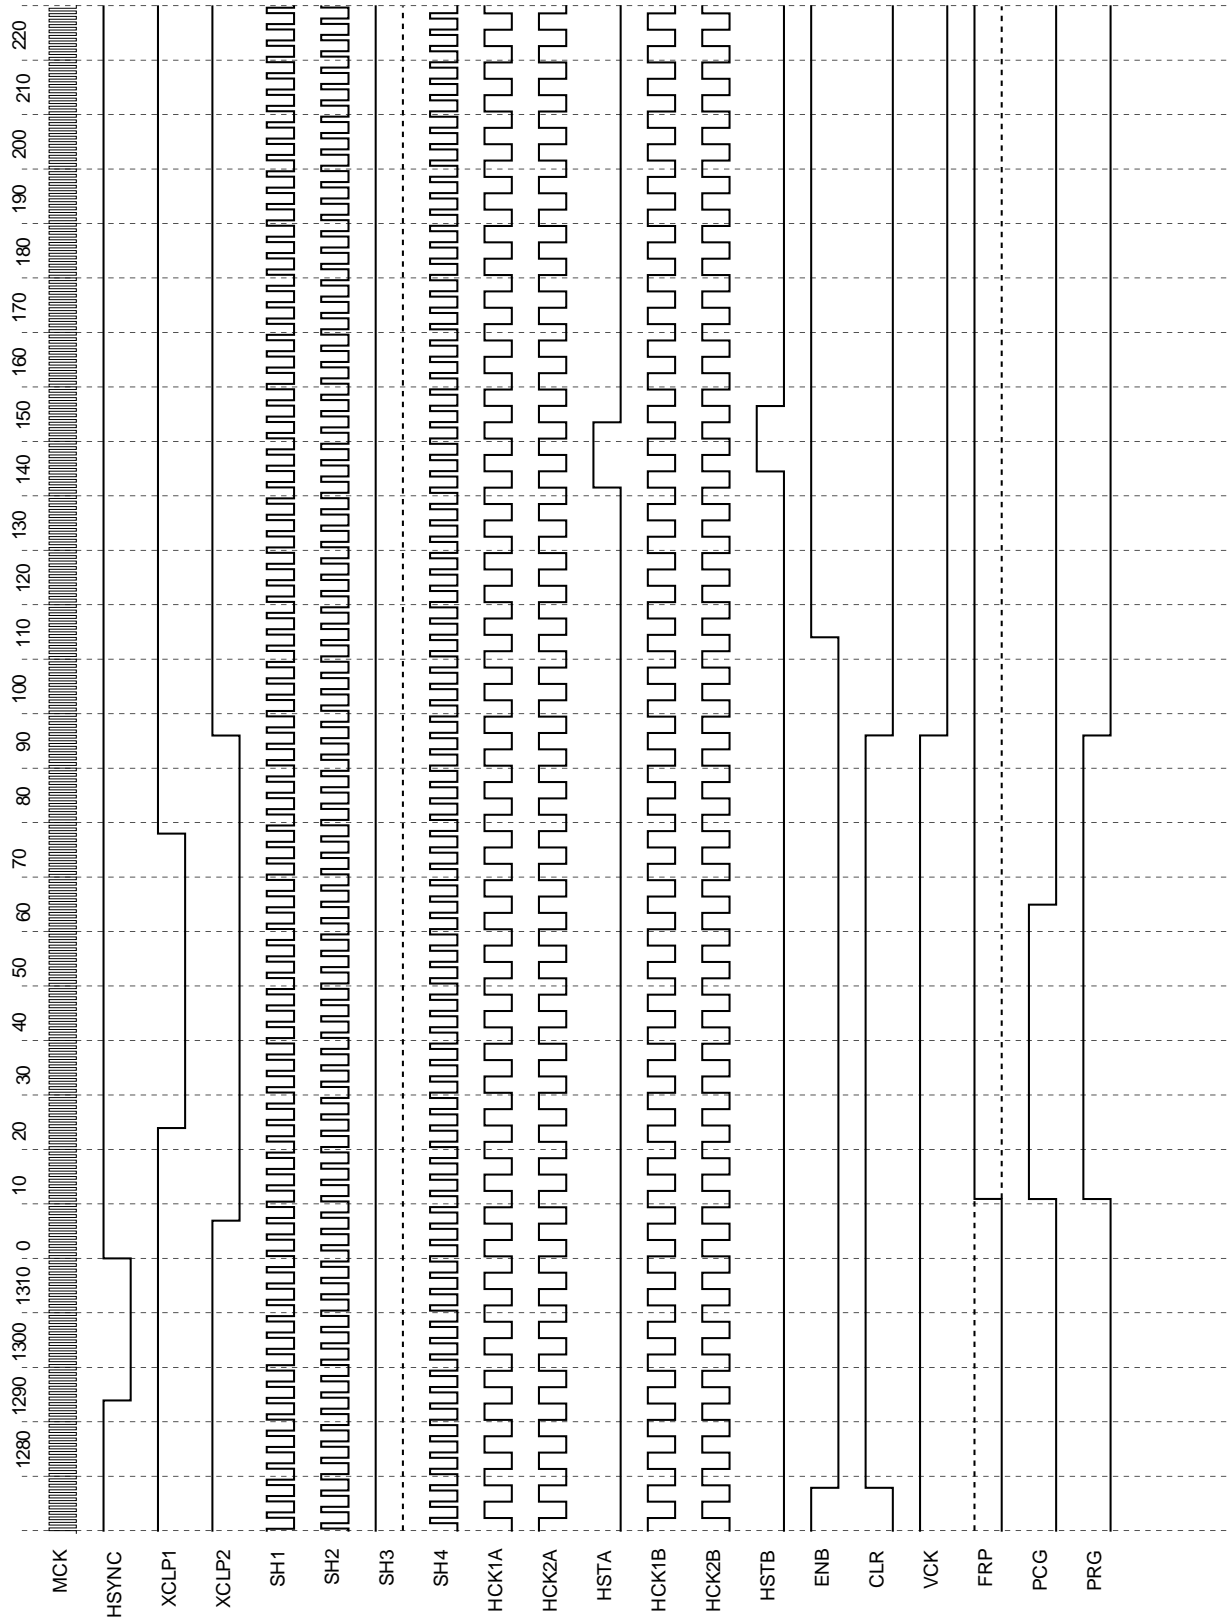 MCK
HSYNC
XCLP1
XCLP2
SH1
SH2
SH3
SH4
HCK1A
HCK2A
HSTA
HCK1B
HCK2B
HSTB
ENB
CLR
VCK
FRP
PCG
PRG
1280
1290
1300
1310
0
10
20
30
40
50
60
70
80
90
100
110
120
130
140
150
160
170
180
190
200
210
220